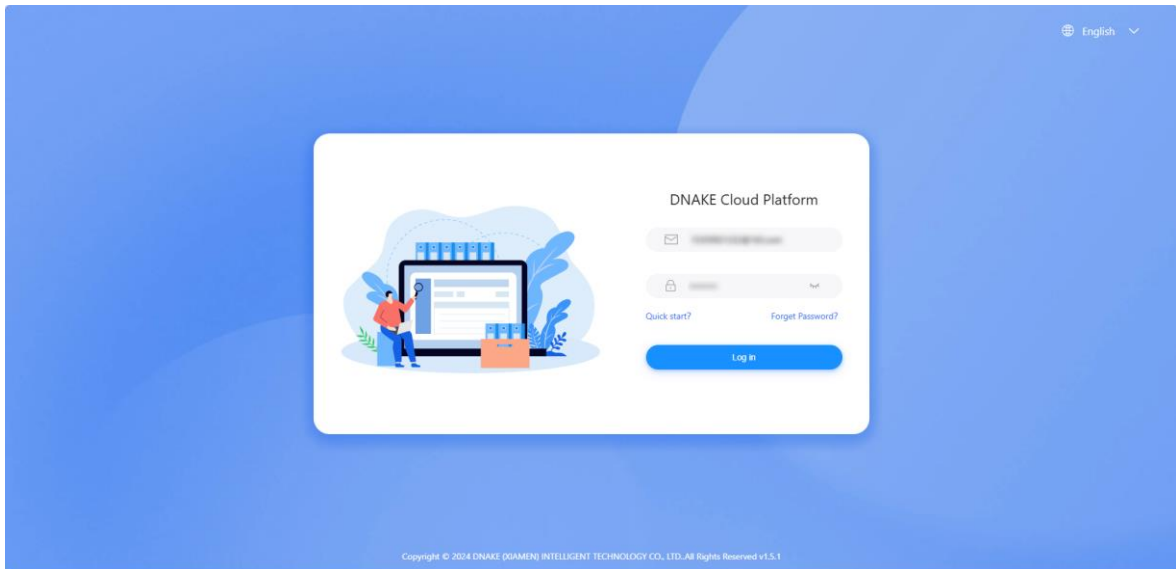 English
DNAKE Cloud Platform
Quick start?
Forget Password?
Log in
Copyright © 2024 DNAKE (XIAMEN) INTELLIGENT TECHNOLOGY CO., LTD..All Rights Reserved v1.5.1